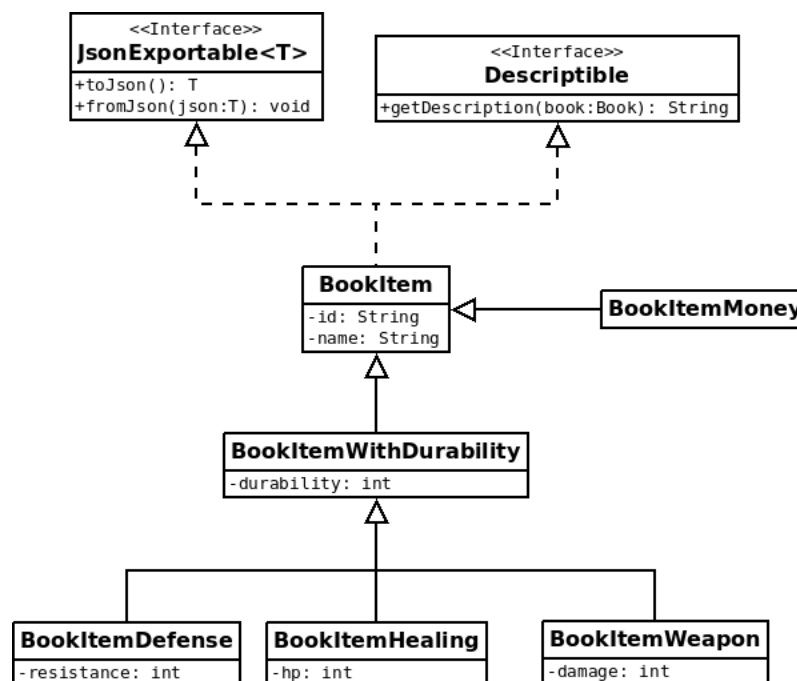 <<Interface>>
JsonExportable<T>
+toJson(): T
+fromJson(json:T): void
<<Interface>>
Descriptible
+getDescription(book:Book): String
BookItem
-id: String
-name: String
BookItemMoney
BookItemWithDurability
-durability: int
BookItemDefense
-resistance: int
BookItemHealing
-hp: int
BookItemWeapon
-damage: int